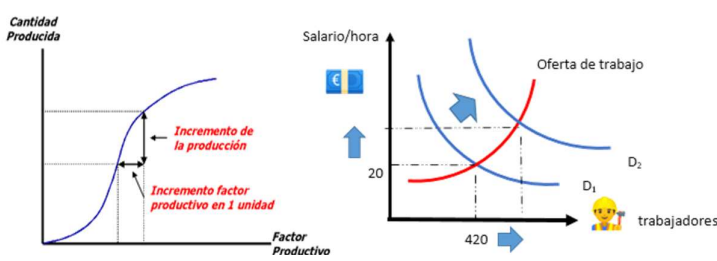 Cantidad
Producida
Incremento de
la producción
Incremento factor
productivo en 1 unidad
Factor
Productivo
Salario/hora
€
Oferta de trabajo
20
D₂
D₁
trabajadores
420